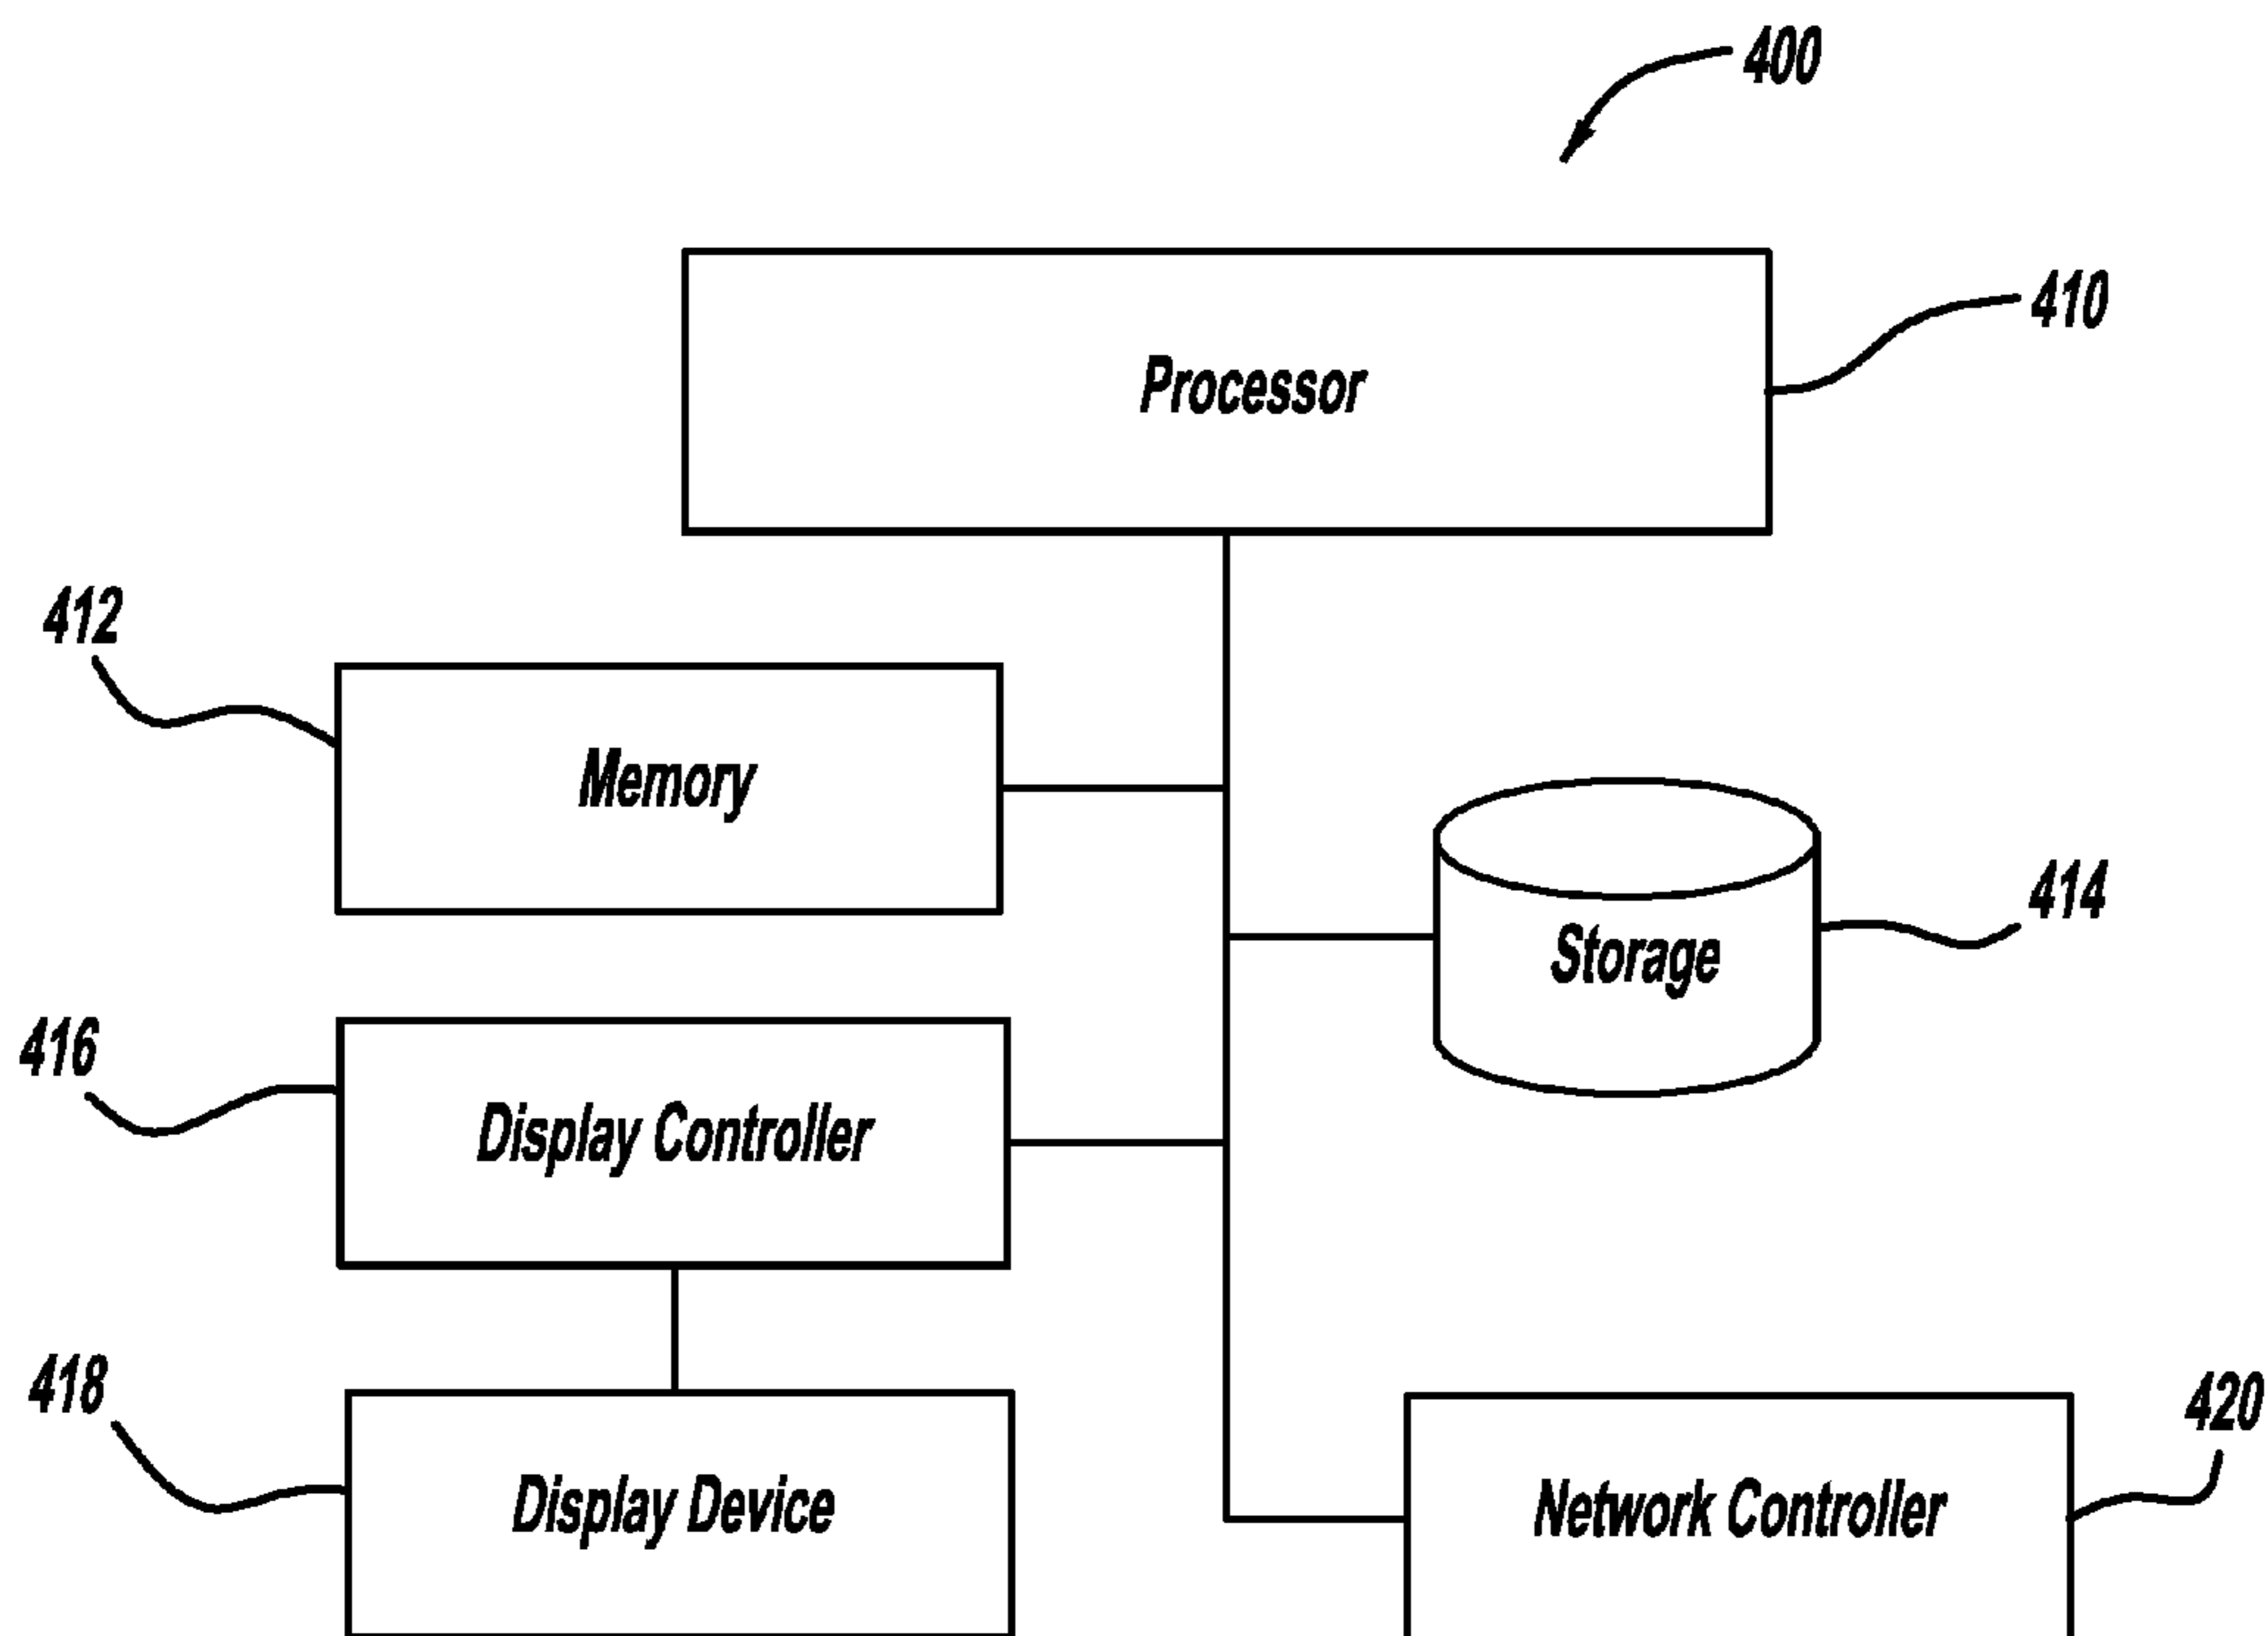 400
410
Processor
412
Memory
414
Storage
416
Display Controller
418
Display Device
420
Network Controller